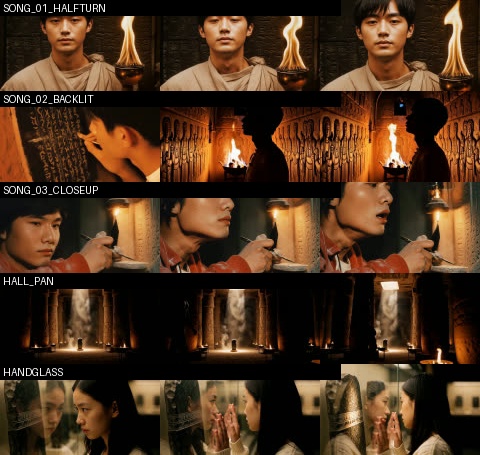 SONG_01_HALFTURN
SONG_02_BACKLIT
SONG_03_CLOSEUP
HALL_PAN
HANDGLASS